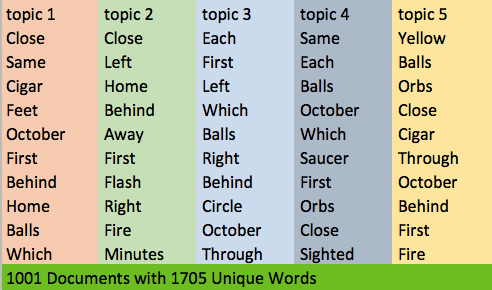 topic 1 topic 2 topic 3 topic 4 topic 5
Close Close Each Same Yellow
Same Left First Each Balls
Cigar Home Left Balls Orbs
Feet Behind Which October Close
October Away Balls Which Cigar
First First Right Saucer Through
Behind Flash Behind First October
Home Right Circle Orbs Behind
Balls Fire October Close First
Which Minutes Through Sighted Fire
1001 Documents with 1705 Unique Words